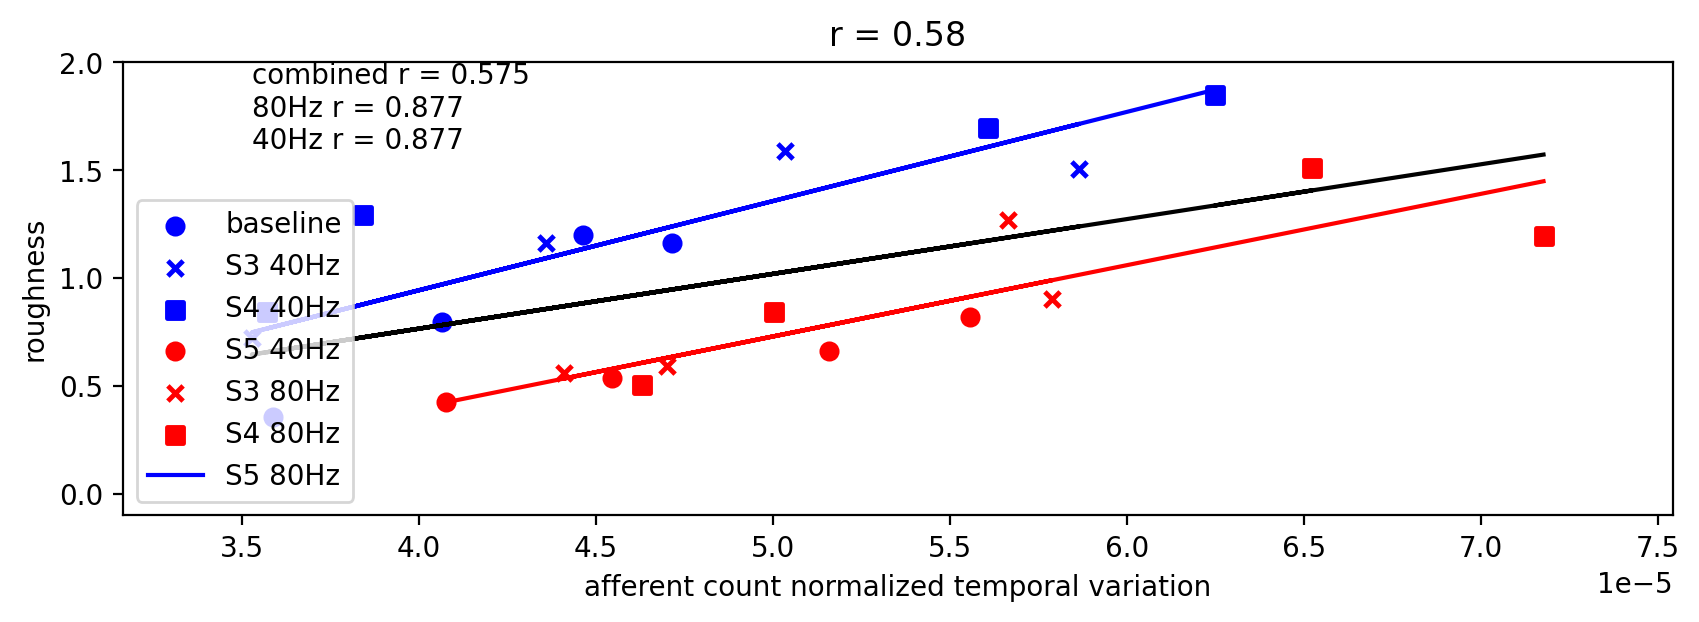 r = 0.58
combined r = 0.575
80Hz r = 0.877
40Hz r = 0.877
roughness
2.0
1.5
1.0
0.5
0.0
baseline
S3 40Hz
S4 40Hz
S5 40Hz
S3 80Hz
S4 80Hz
S5 80Hz
3.5 4.0 4.5 5.0 5.5 6.0 6.5 7.0 7.5
afferent count normalized temporal variation
1e−5